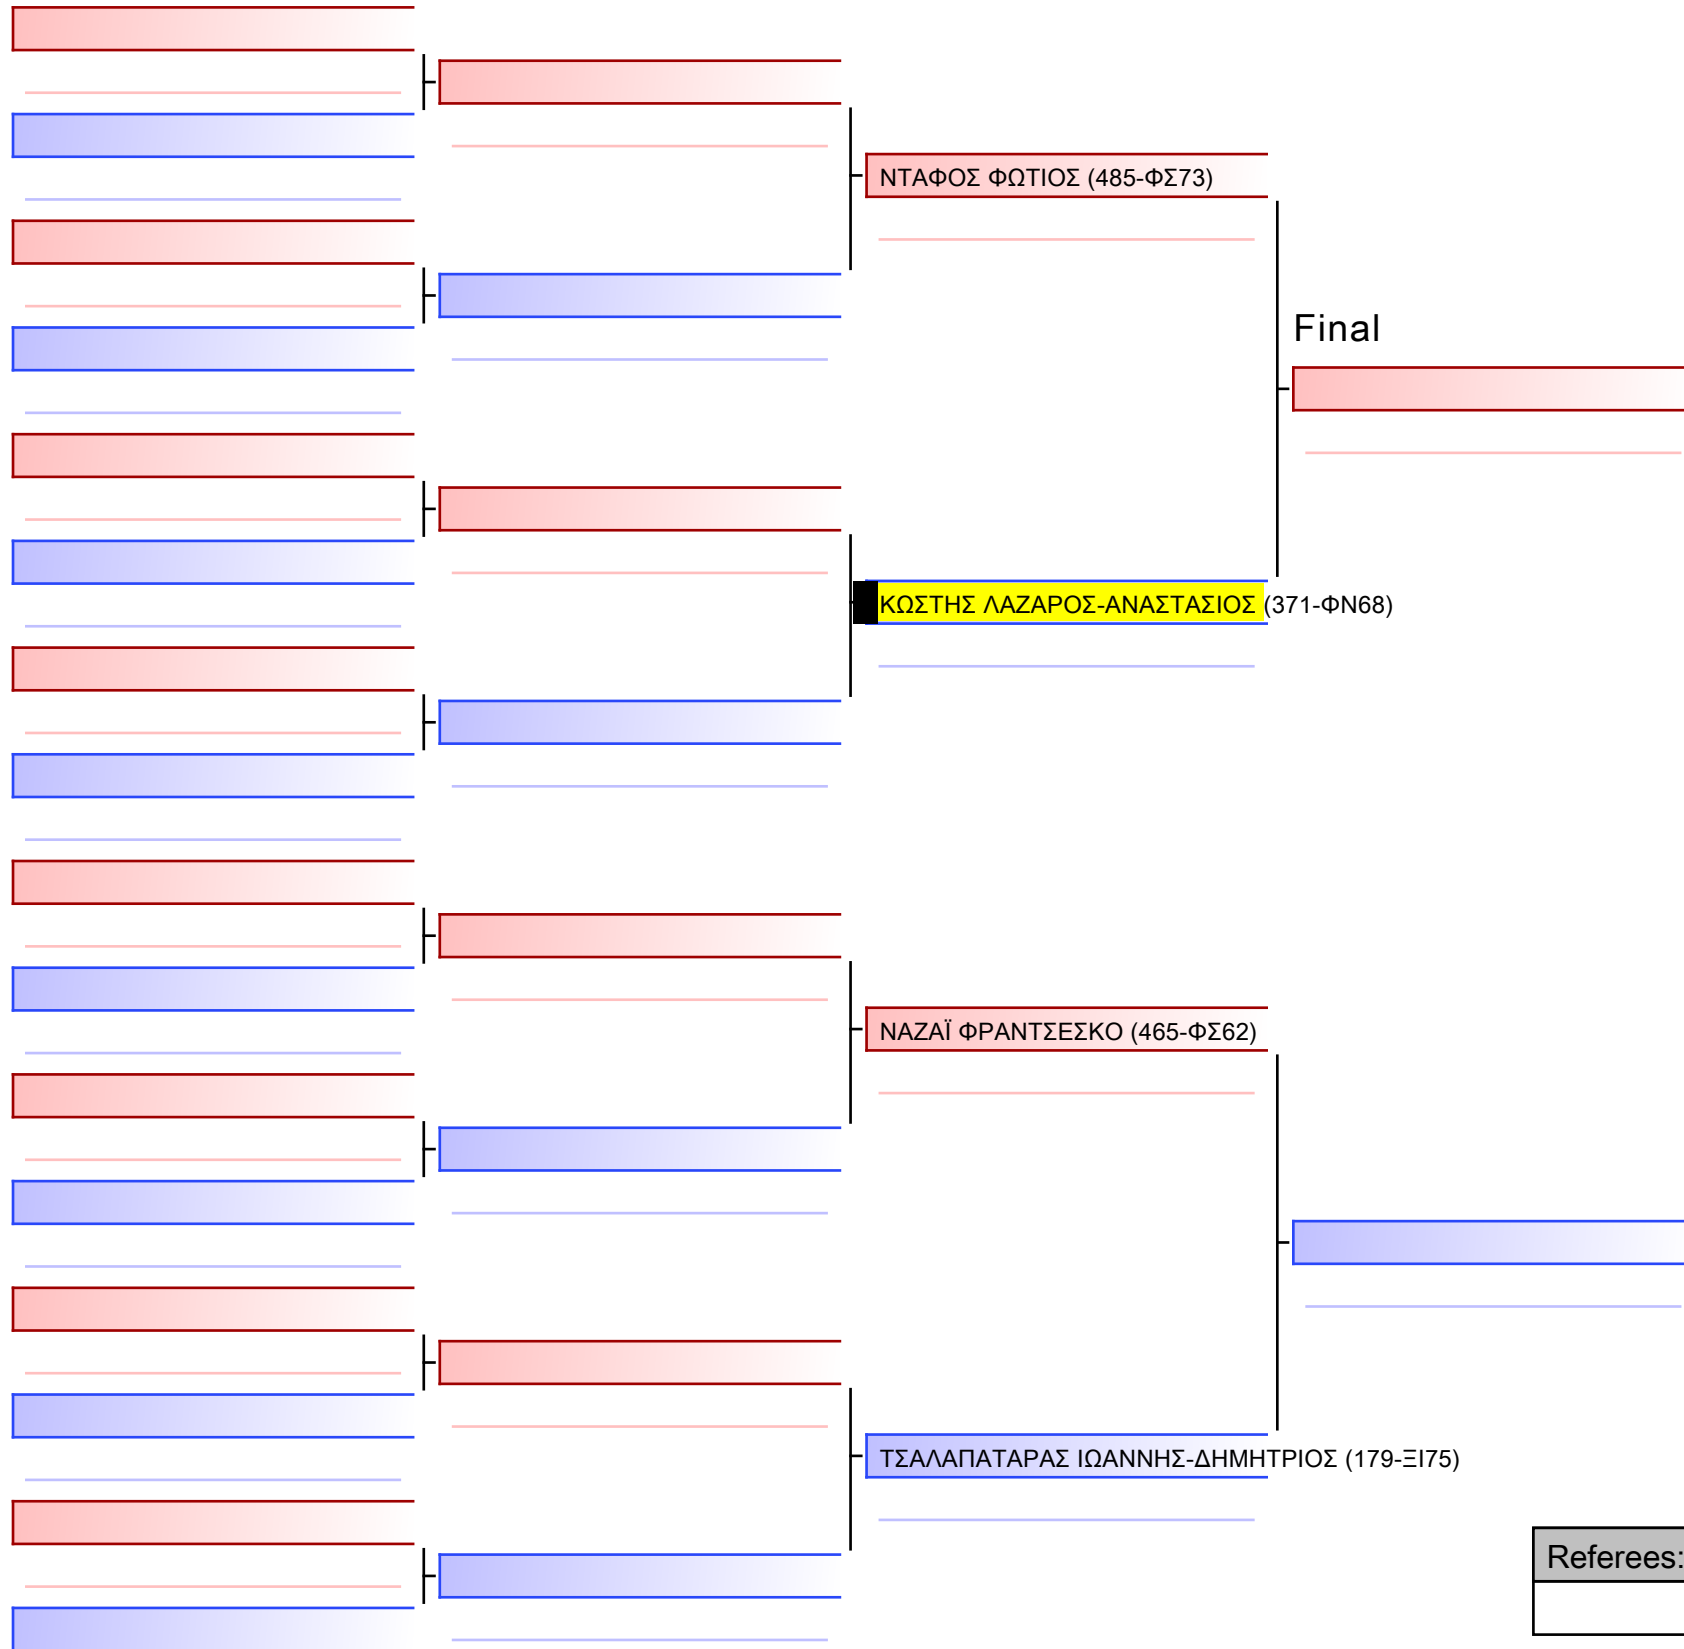 ΝΤΑΦΟΣ ΦΩΤΙΟΣ (485-ΦΣ73)
Final
ΚΩΣΤΗΣ ΛΑΖΑΡΟΣ-ΑΝΑΣΤΑΣΙΟΣ (371-ΦΝ68)
ΝΑΖΑΪ ΦΡΑΝΤΣΕΣΚΟ (465-ΦΣ62)
ΤΣΑΛΑΠΑΤΑΡΑΣ ΙΩΑΝΝΗΣ-ΔΗΜΗΤΡΙΟΣ (179-ΞΙ75)
Referees: